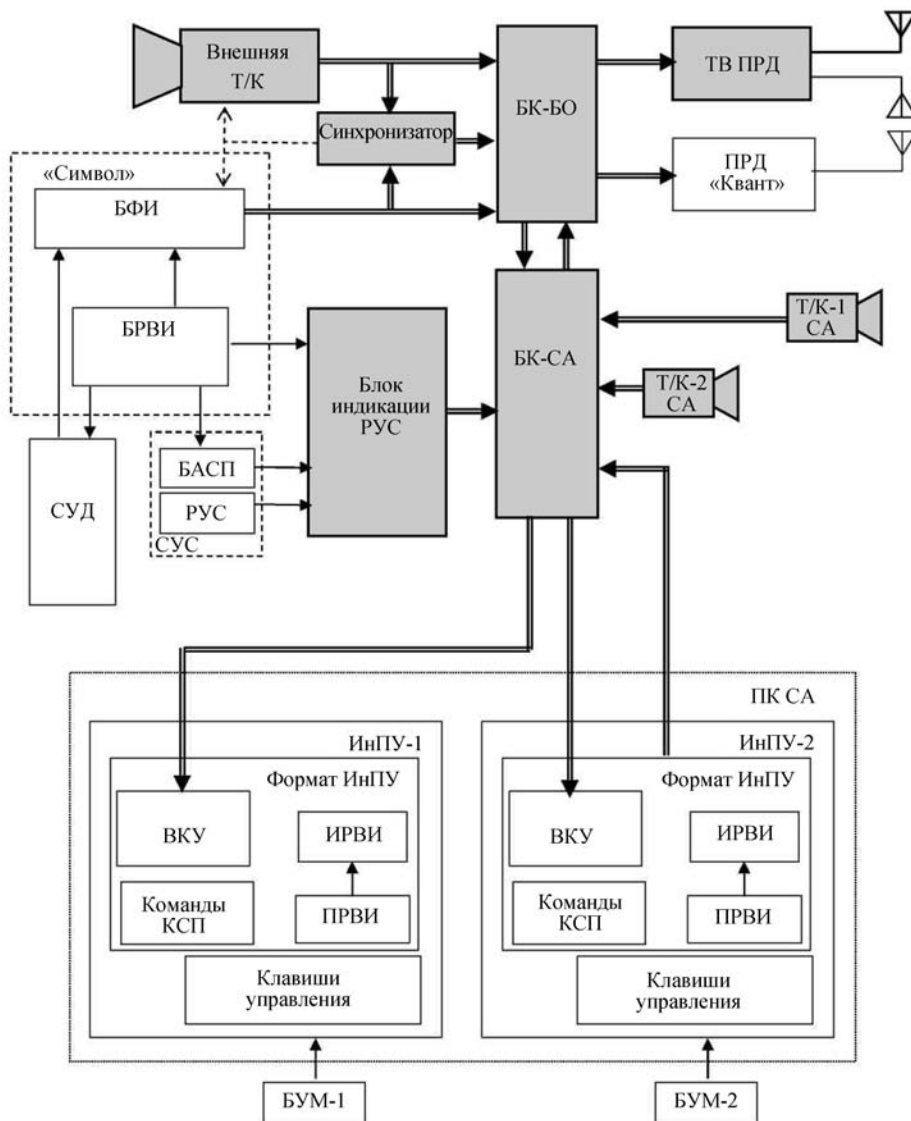 Внешняя
Т/К
Синхронизатор
БК-БО
ТВ ПРД
ПРД
«Квант»
«Символ»
БФИ
БРВИ
СУД
БАСП
РУС
СУС
Блок
индикации
РУС
БК-СА
Т/К-1
СА
Т/К-2
СА
ПК СА
ИнПУ-1
Формат ИнПУ
ВКУ
ИРВИ
Команды
КСП
ПРВИ
Клавиши
управления
ИнПУ-2
Формат ИнПУ
ВКУ
ИРВИ
Команды
КСП
ПРВИ
Клавиши
управления
БУМ-1
БУМ-2